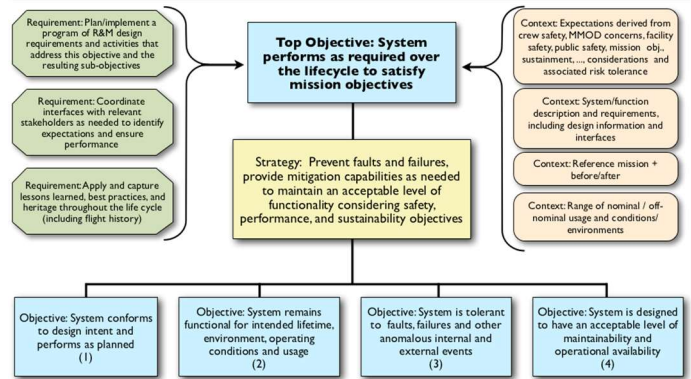 Requirement: Plan/implement a
program of R&M design
requirements and activities that
address this objective and the
resulting sub-objectives
Requirement: Coordinate
interfaces with relevant
stakeholders as needed to identify
expectations and ensure
performance
Requirement: Apply and capture
lessons learned, best practices, and
heritage throughout the life cycle
(including flight history)
Top Objective: System
performs as required over
the lifecycle to satisfy
mission objectives
Strategy: Prevent faults and failures,
provide mitigation capabilities as needed
to maintain an acceptable level of
functionality considering safety,
performance, and sustainability objectives
Context: Expectations derived from
crew safety, MMOD concerns, facility
safety, public safety, mission obj.,
sustainment, ..., considerations and
associated risk tolerance
Context: System/function
description and requirements,
including design information and
interfaces
Context: Reference mission +
before/after
Context: Range of nominal / off-
nominal usage and conditions/
environments
Objective: System conforms
to design intent and
performs as planned
(1)
Objective: System remains
functional for intended lifetime,
environment, operating
conditions and usage
(2)
Objective: System is tolerant
to faults, failures and other
anomalous internal and
external events
(3)
Objective: System is designed
to have an acceptable level of
maintainability and
operational availability
(4)